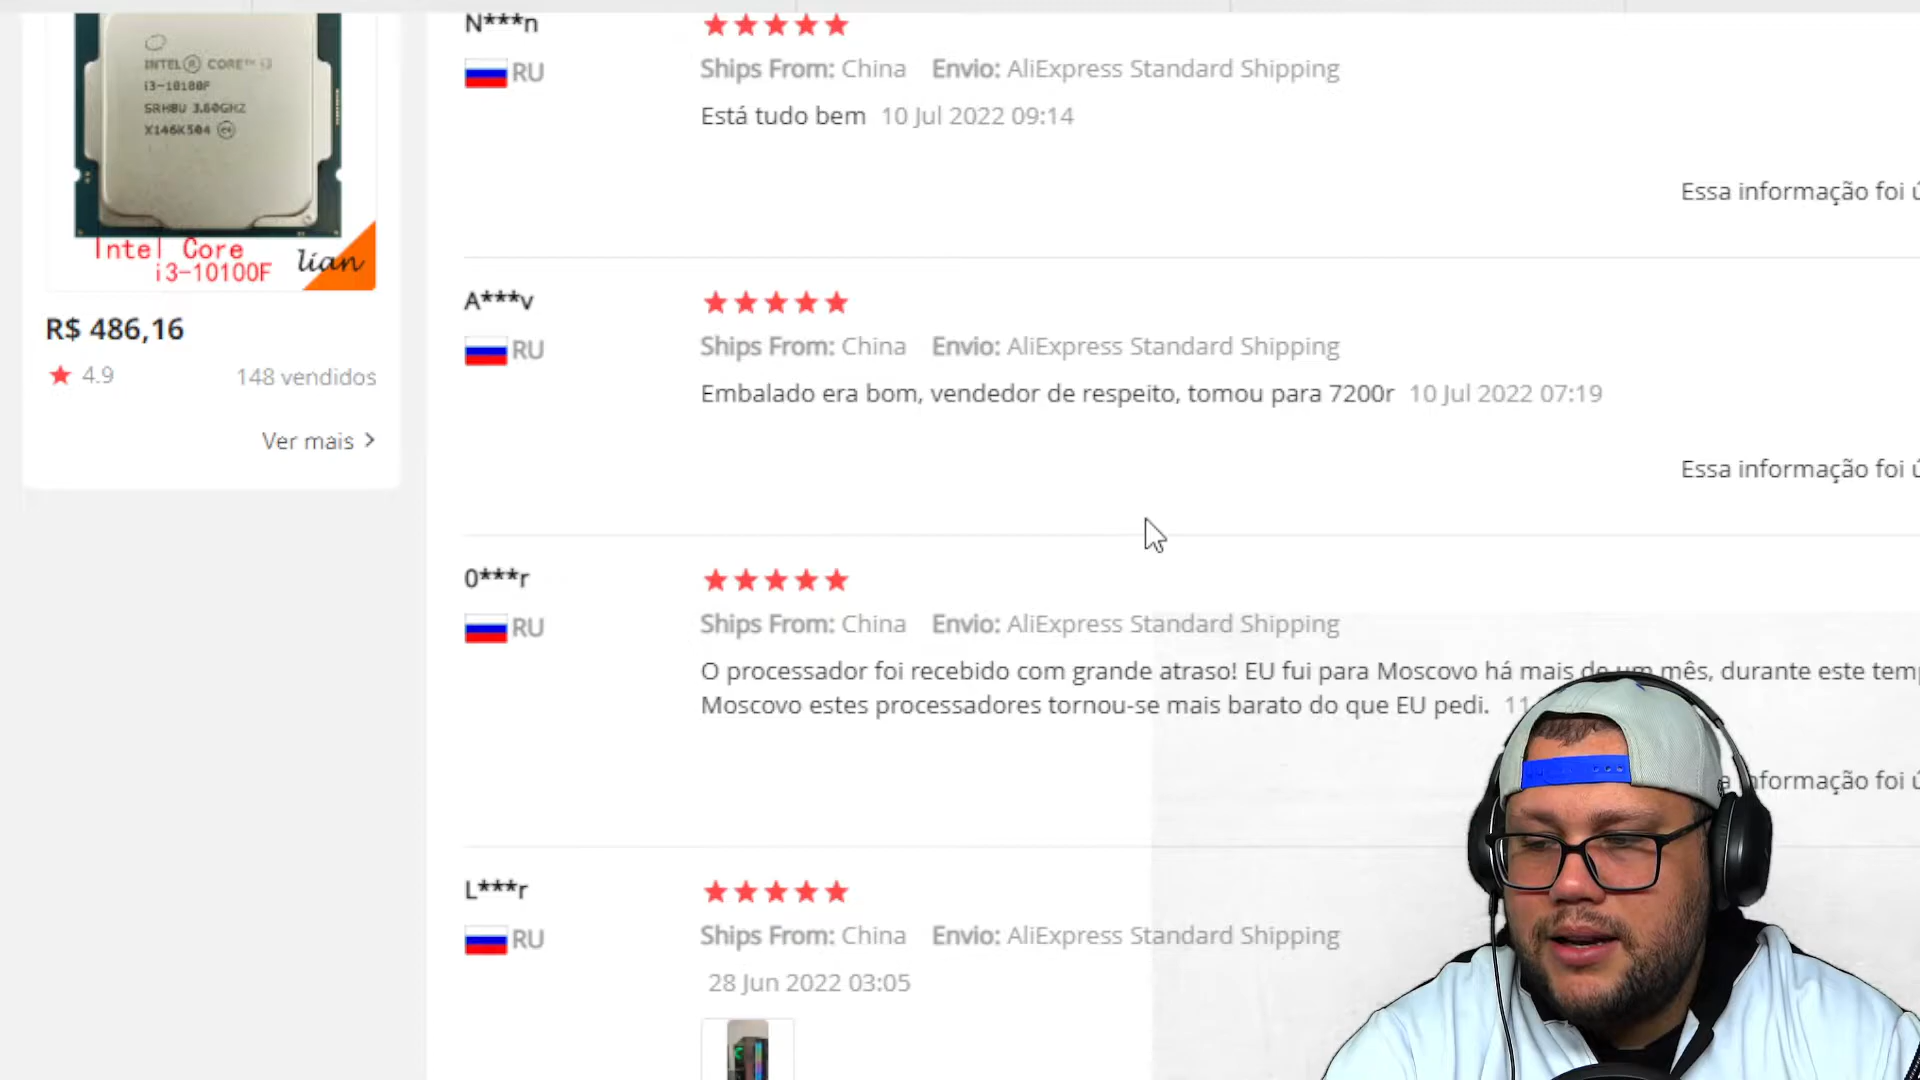 INTEL® CORE™ i3
i3-10100F
SRH8U 3.60GHZ
X146K504
Intel Core
i3-10100F
lian
R$ 486,16
4.9
148 vendidos
Ver mais
N***n
RU
Ships From: China Envio: AliExpress Standard Shipping
Está tudo bem 10 Jul 2022 09:14
Essa informação foi
A***v
RU
Ships From: China Envio: AliExpress Standard Shipping
Embalado era bom, vendedor de respeito, tomou para 7200r 10 Jul 2022 07:19
Essa informação foi
0***r
RU
Ships From: China Envio: AliExpress Standard Shipping
O processador foi recebido com grande atraso! EU fui para Moscovo há mais de um mês, durante este
Moscovo estes processadores tornou-se mais barato do que EU pedi. 11
informação foi
L***r
RU
Ships From: China Envio: AliExpress Standard Shipping
28 Jun 2022 03:05